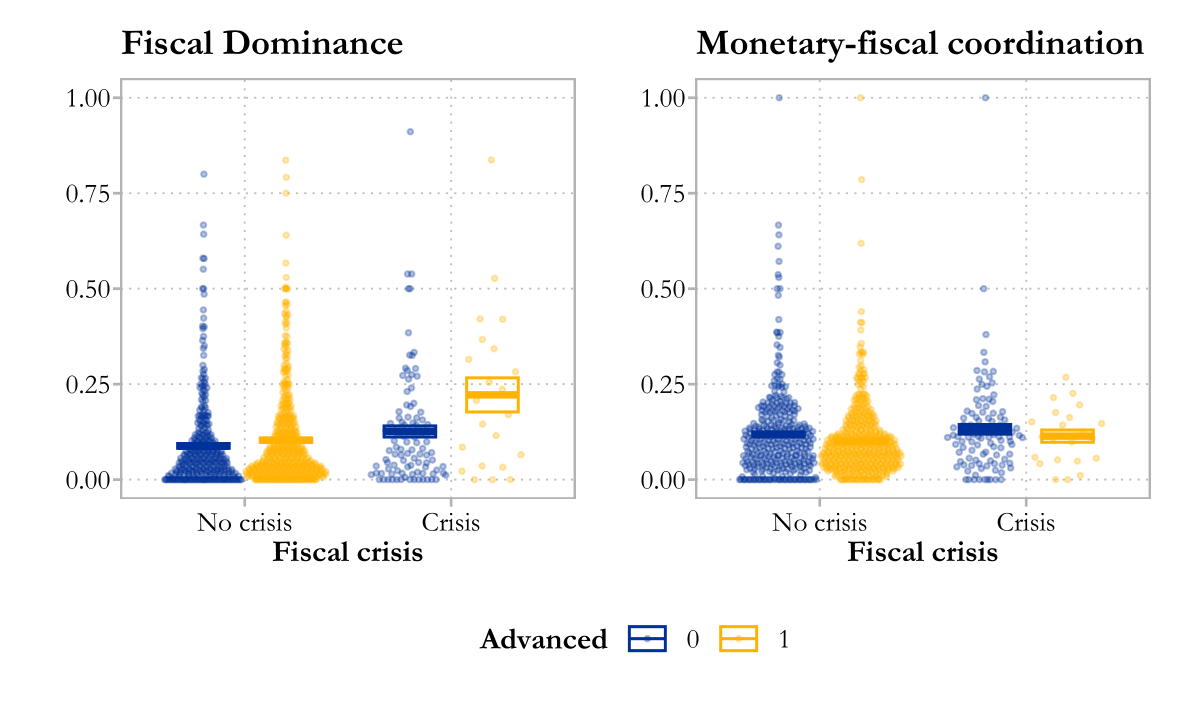 Fiscal Dominance
1.00
0.75
0.50
0.25
0.00
No crisis Crisis
Fiscal crisis
Monetary-fiscal coordination
1.00
0.75
0.50
0.25
0.00
No crisis Crisis
Fiscal crisis
Advanced 0 1